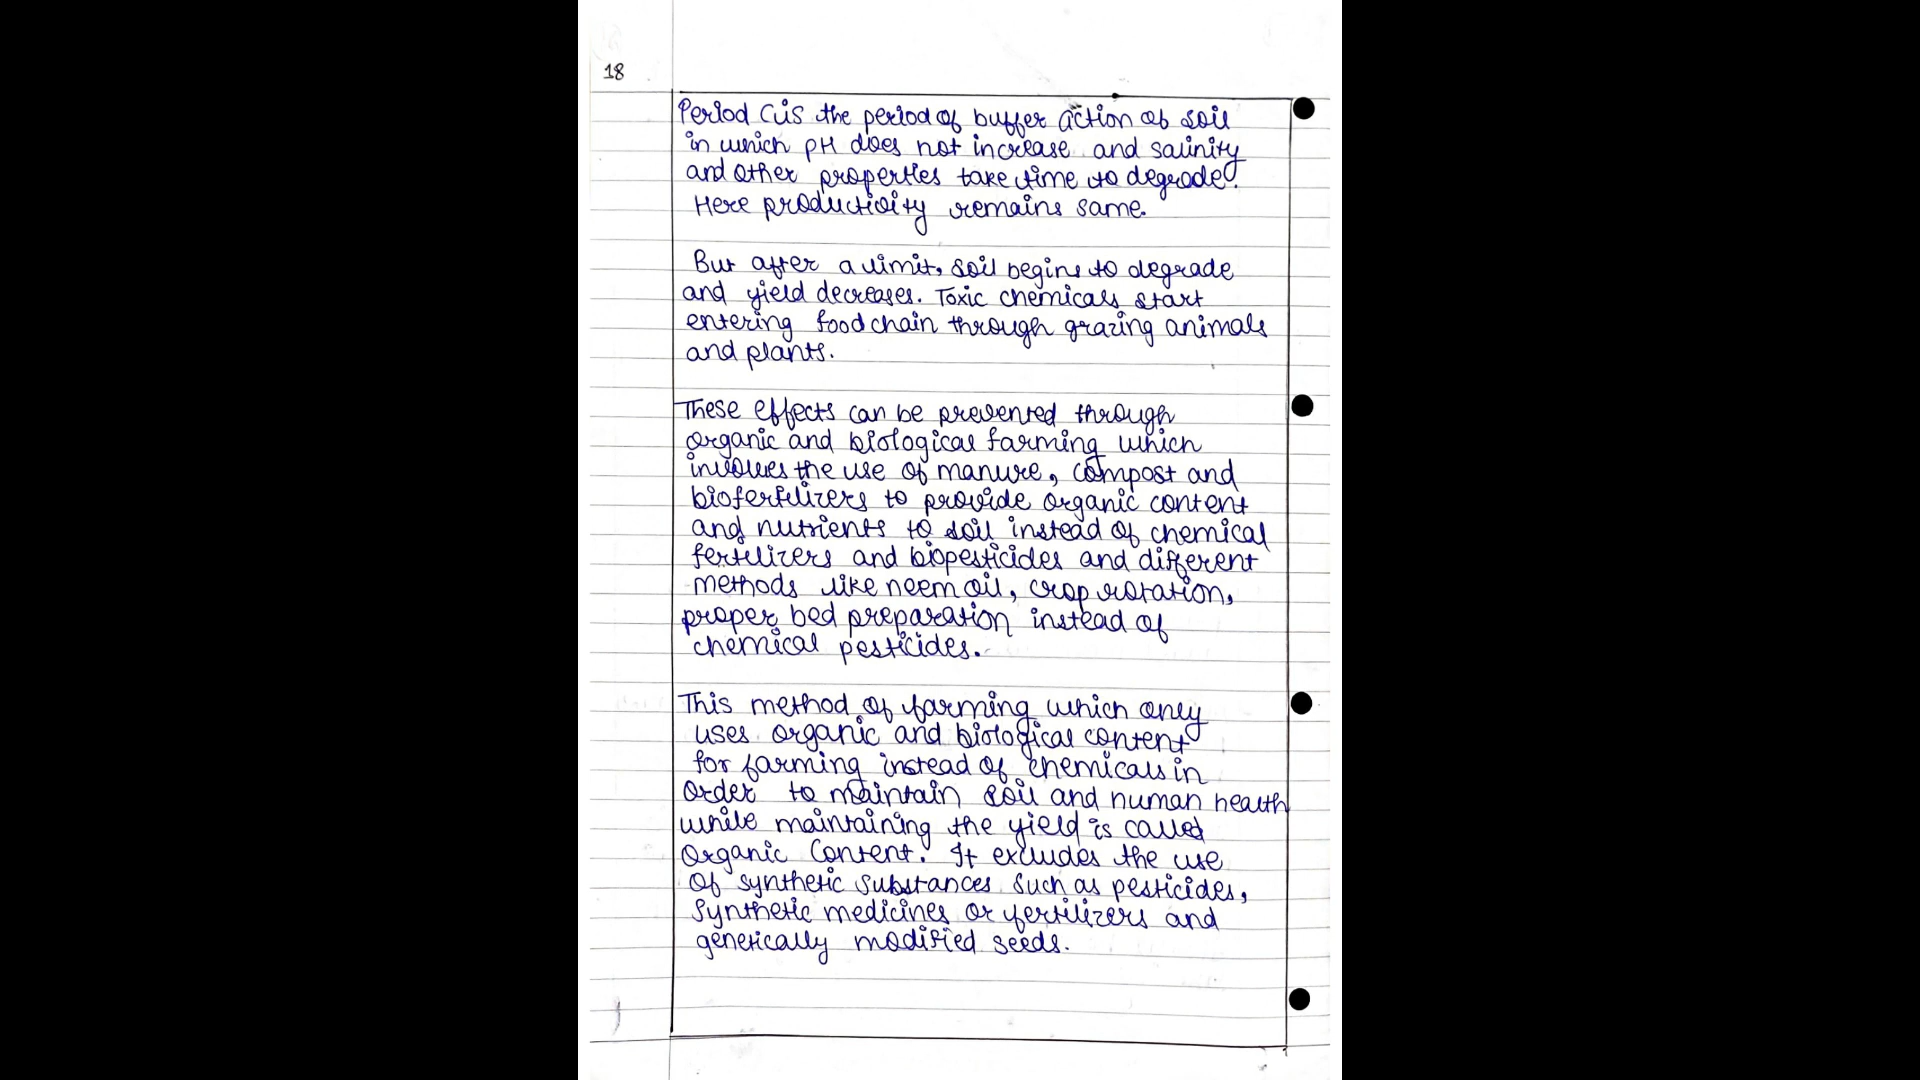 18
Period C is the period of buffer action of soil
in which pH does not increase and salinity
and other properties take time to degrade.
Here productivity remains same.
But after a limit, soil begins to degrade
and yield decreases. Toxic chemicals start
entering food chain through grazing animals
and plants.
These effects can be prevented through
organic and biological farming which
involves the use of manure, compost and
biofertilizers to provide organic content
and nutrients to soil instead of chemical
fertilizers and biopesticides and different
methods like neem oil, crop rotation,
proper bed preparation instead of
chemical pesticides.
This method of farming which only
uses organic and biological content
for farming instead of chemicals in
order to maintain soil and human health
while maintaining the yield is called
Organic Content. It excludes the use
of synthetic substances such as pesticides,
synthetic medicines or fertilizers and
genetically modified seeds.